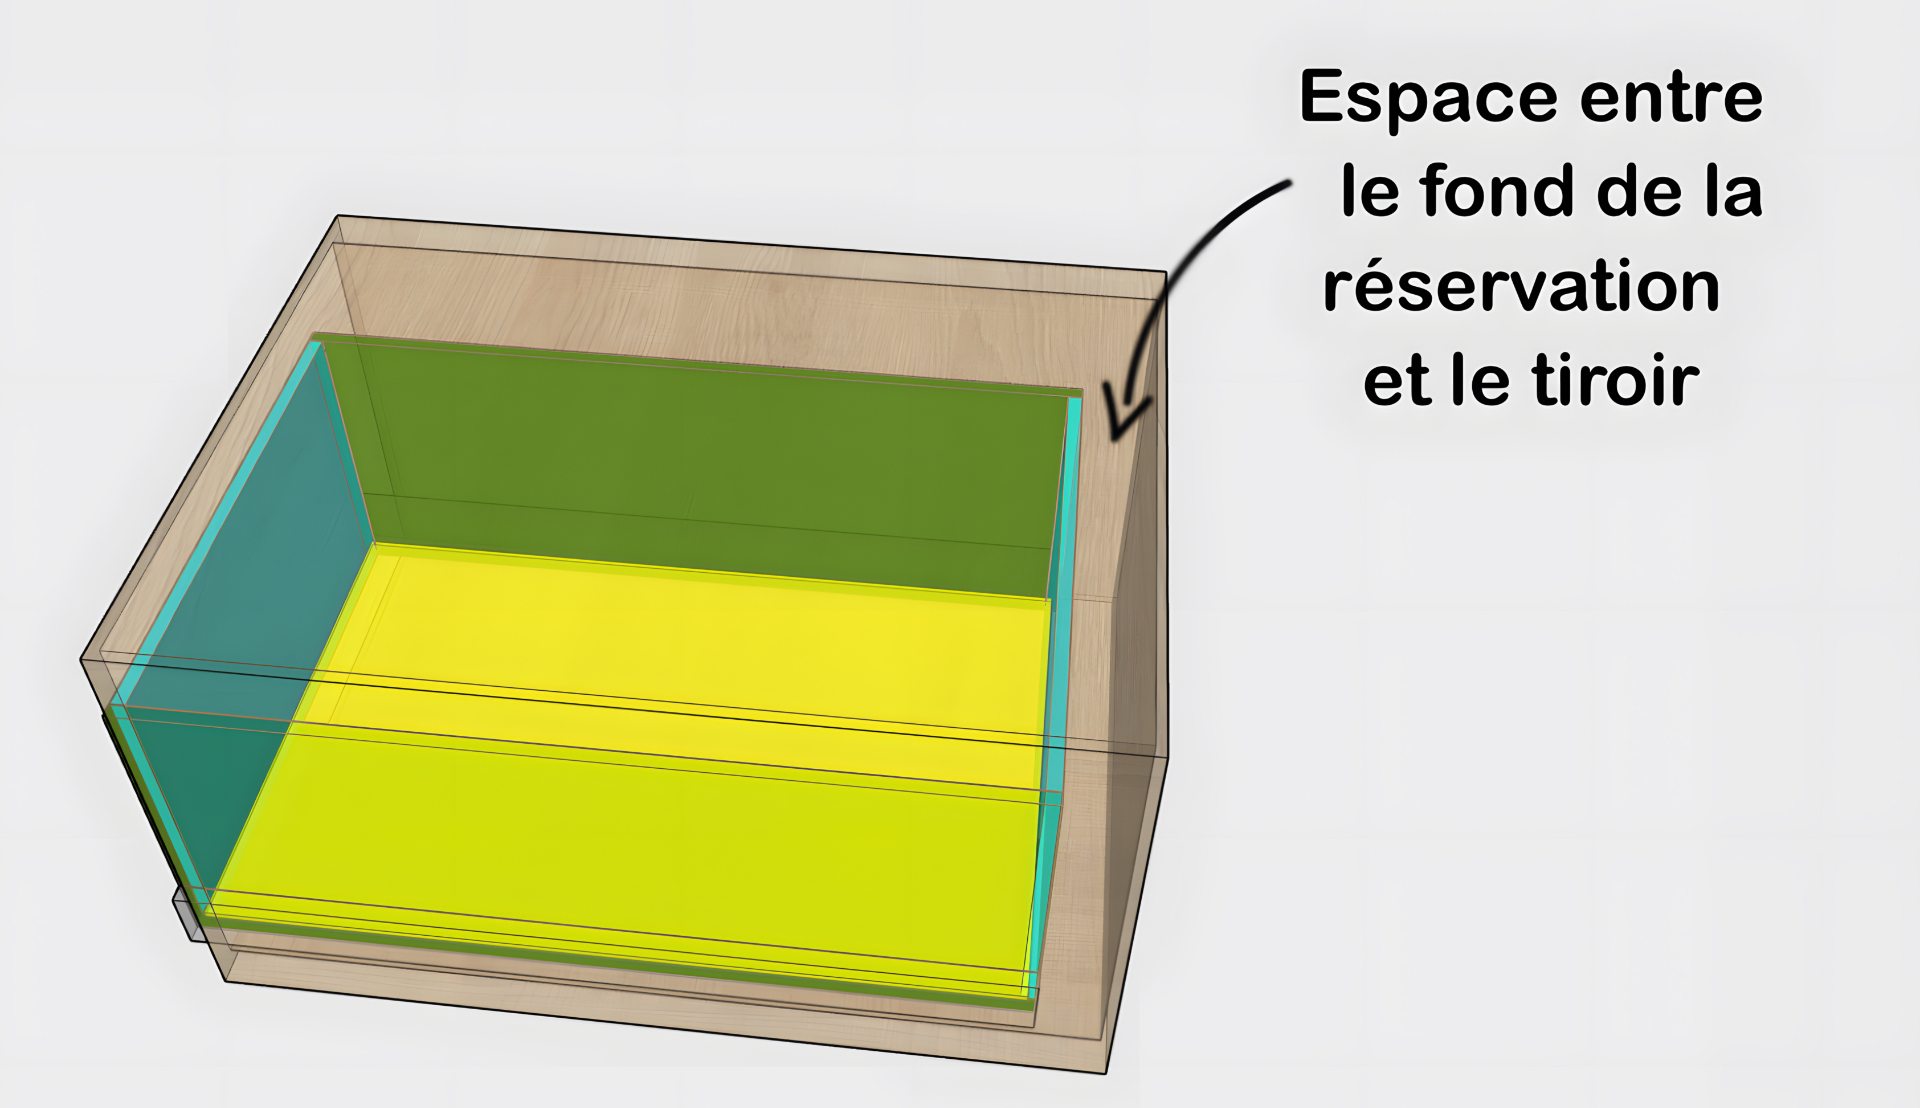 Espace entre
le fond de la
réservation
et le tiroir